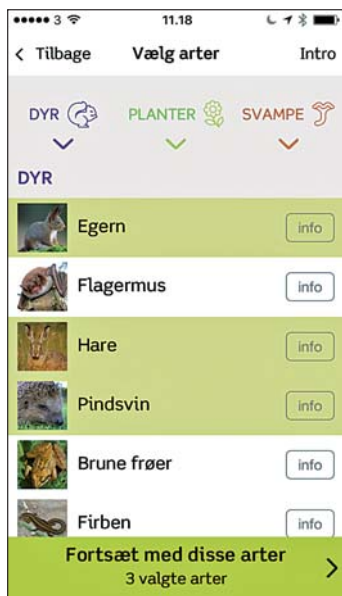 3 11.18
Tilbage Vælg arter Intro
DYR PLANTER SVAMPE
DYR
Egern info
Flagermus info
Hare info
Pindsvin info
Brune frøer info
Firben info
Fortsæt med disse arter
3 valgte arter